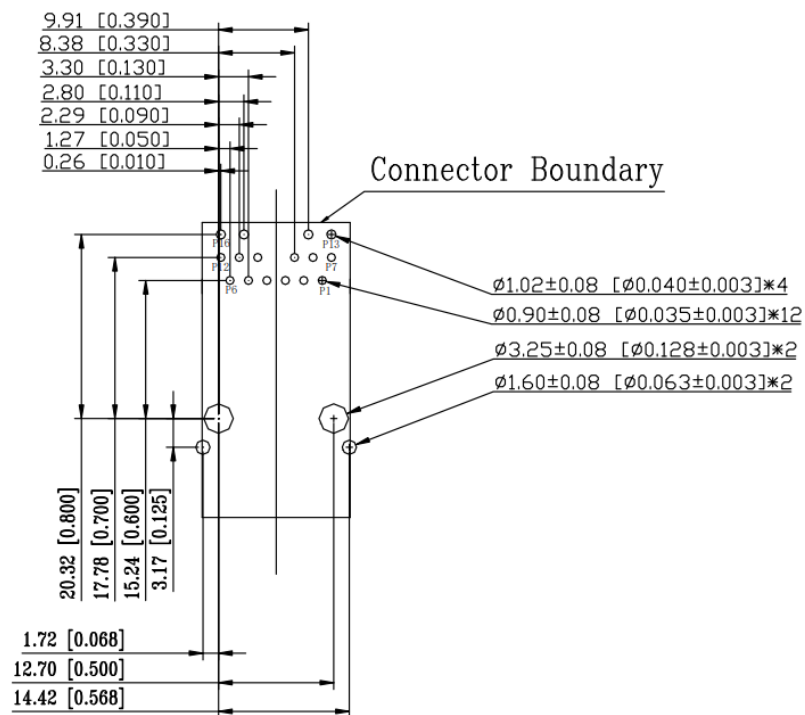 9.91 [0.390]
8.38 [0.330]
3.30 [0.130]
2.80 [0.110]
2.29 [0.090]
1.27 [0.050]
0.26 [0.010]
Connector Boundary
P16
P13
P12
P7
P6
P1
ø1.02±0.08 [ø0.040±0.003]*4
ø0.90±0.08 [ø0.035±0.003]*12
ø3.25±0.08 [ø0.128±0.003]*2
ø1.60±0.08 [ø0.063±0.003]*2
20.32 [0.800]
17.78 [0.700]
15.24 [0.600]
3.17 [0.125]
1.72 [0.068]
12.70 [0.500]
14.42 [0.568]